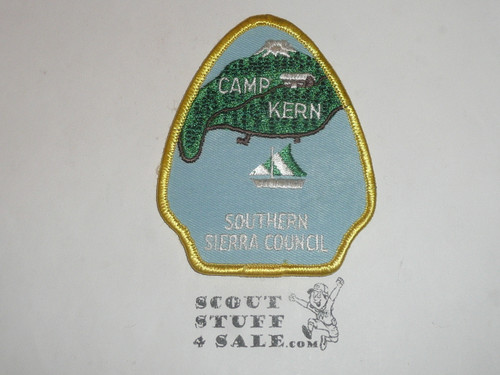 CAMP
KERN
SOUTHERN
SIERRA COUNCIL
SCOUT
STUFF
4 SALE.com